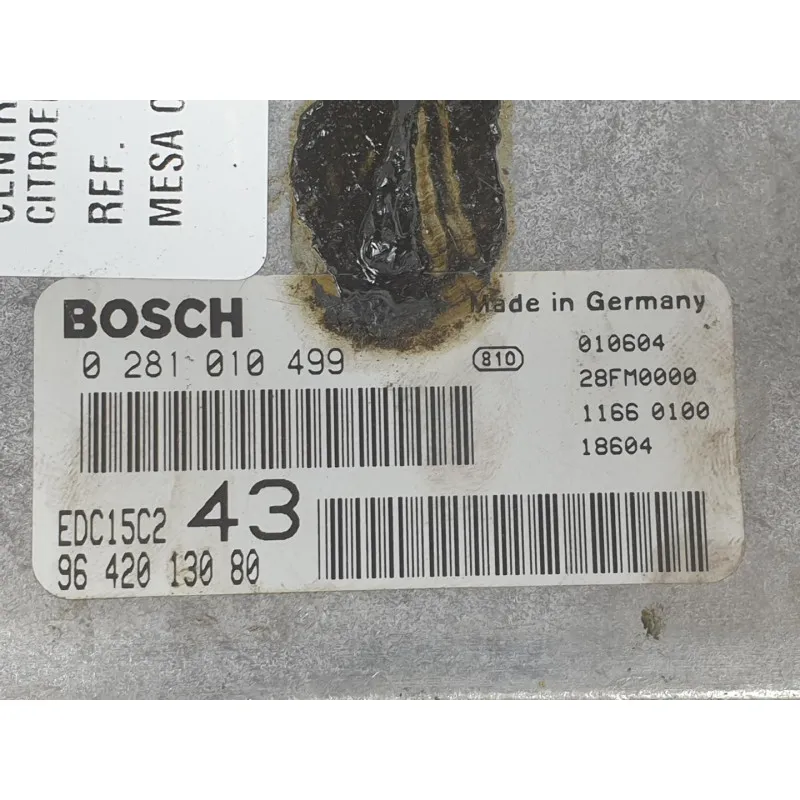 CITROE
REF.
MESA
BOSCH
Made in Germany
0 281 010 499
810
010604
28FM0000
1166 0100
18604
EDC15C2 43
96 420 130 80